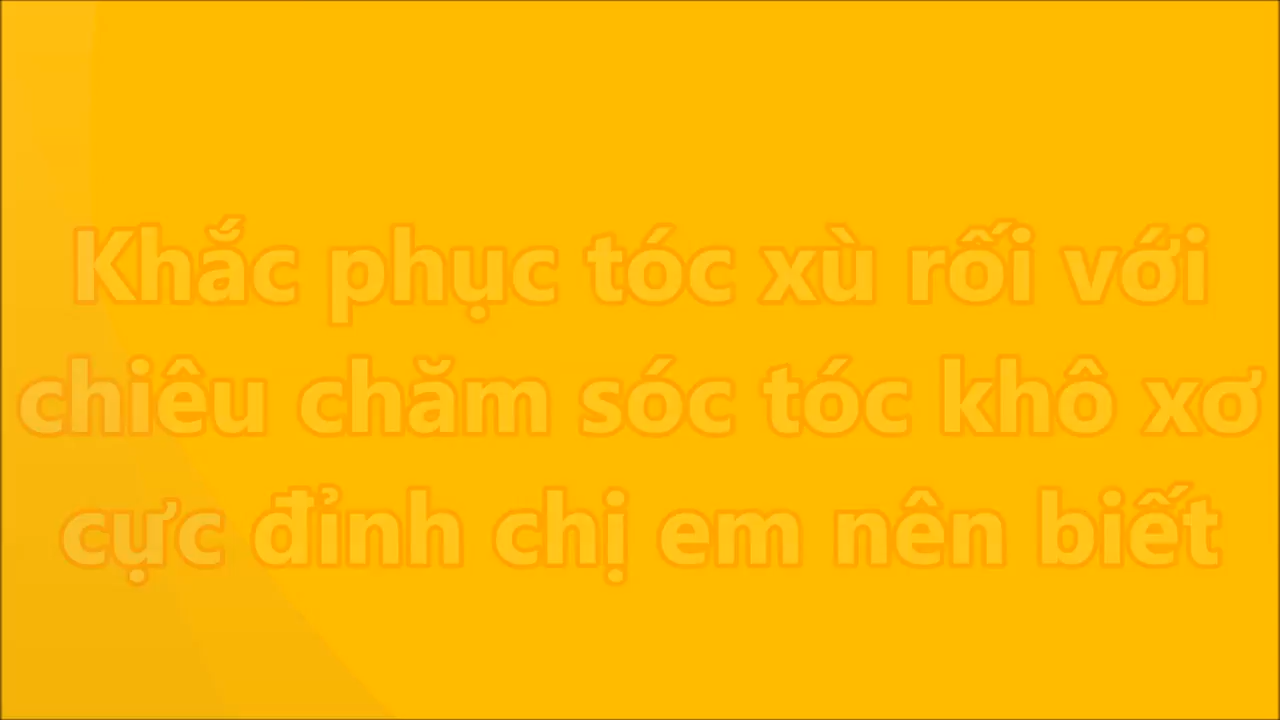 Khắc phục tóc xù rối với
chiêu chăm sóc tóc khô xơ
cực đỉnh chị em nên biết